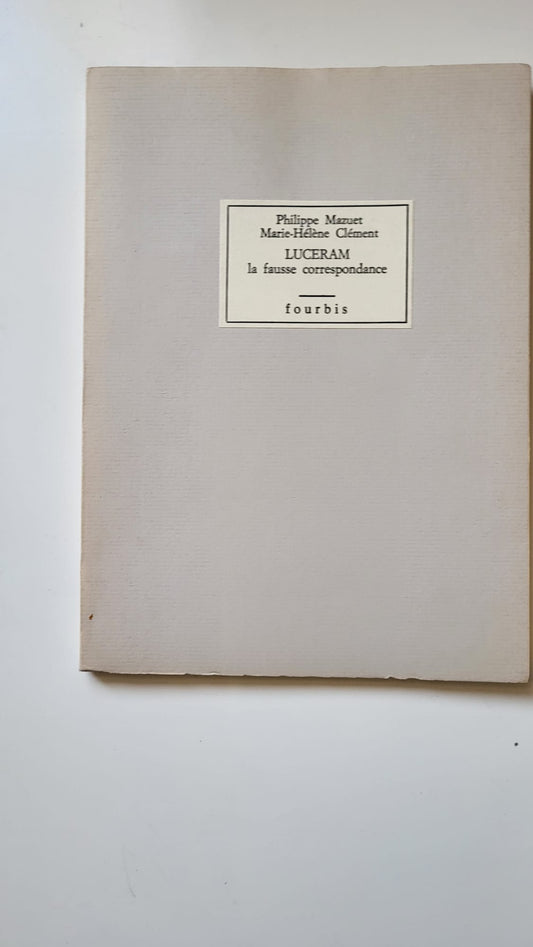 Philippe Mazuet
Marie-Hélène Clément
LUCERAM
la fausse correspondance
fourbis